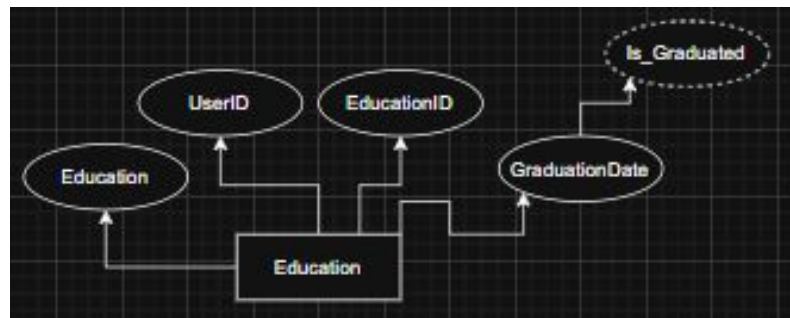 Is_Graduated
UserID
EducationID
Education
GraduationDate
Education